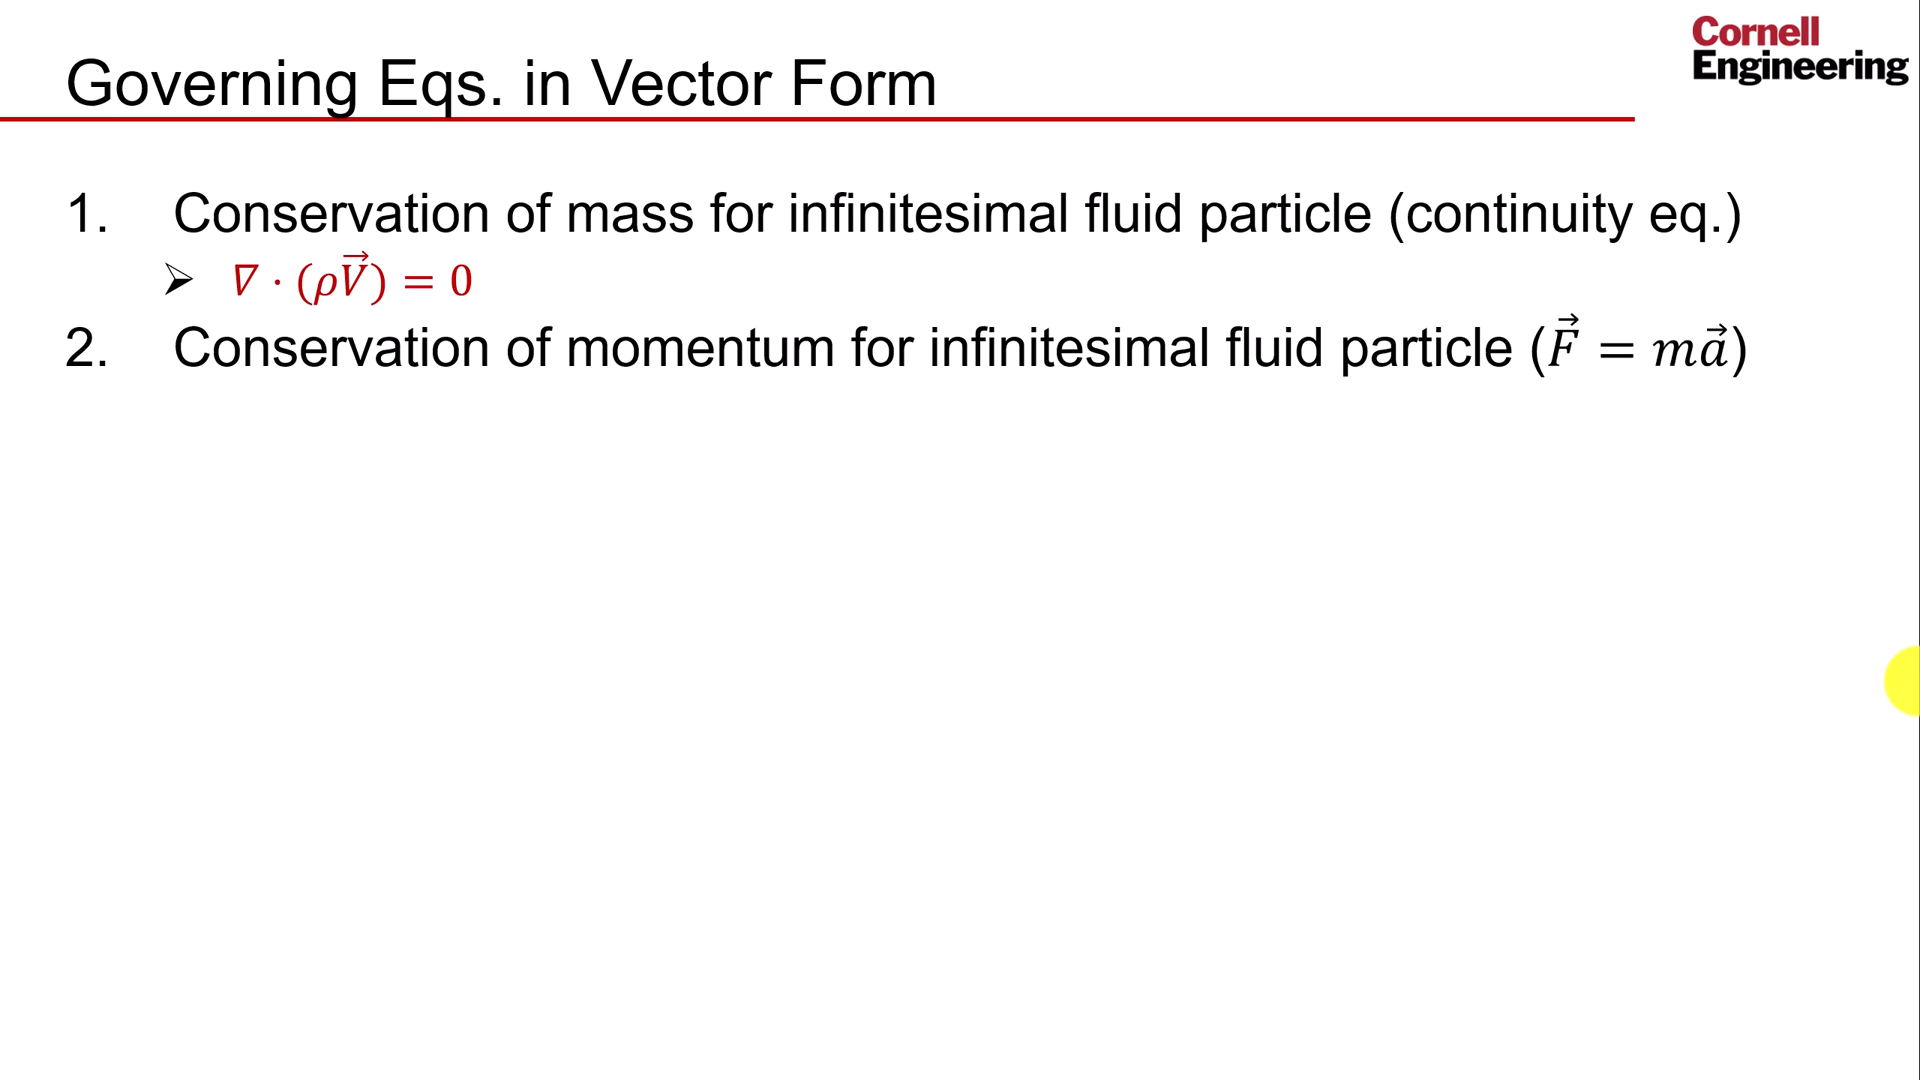 Governing Eqs. in Vector Form
Cornell
Engineering
1. Conservation of mass for infinitesimal fluid particle (continuity eq.)
➢ ∇ · (ρV⃗) = 0
2. Conservation of momentum for infinitesimal fluid particle (F⃗ = ma⃗)